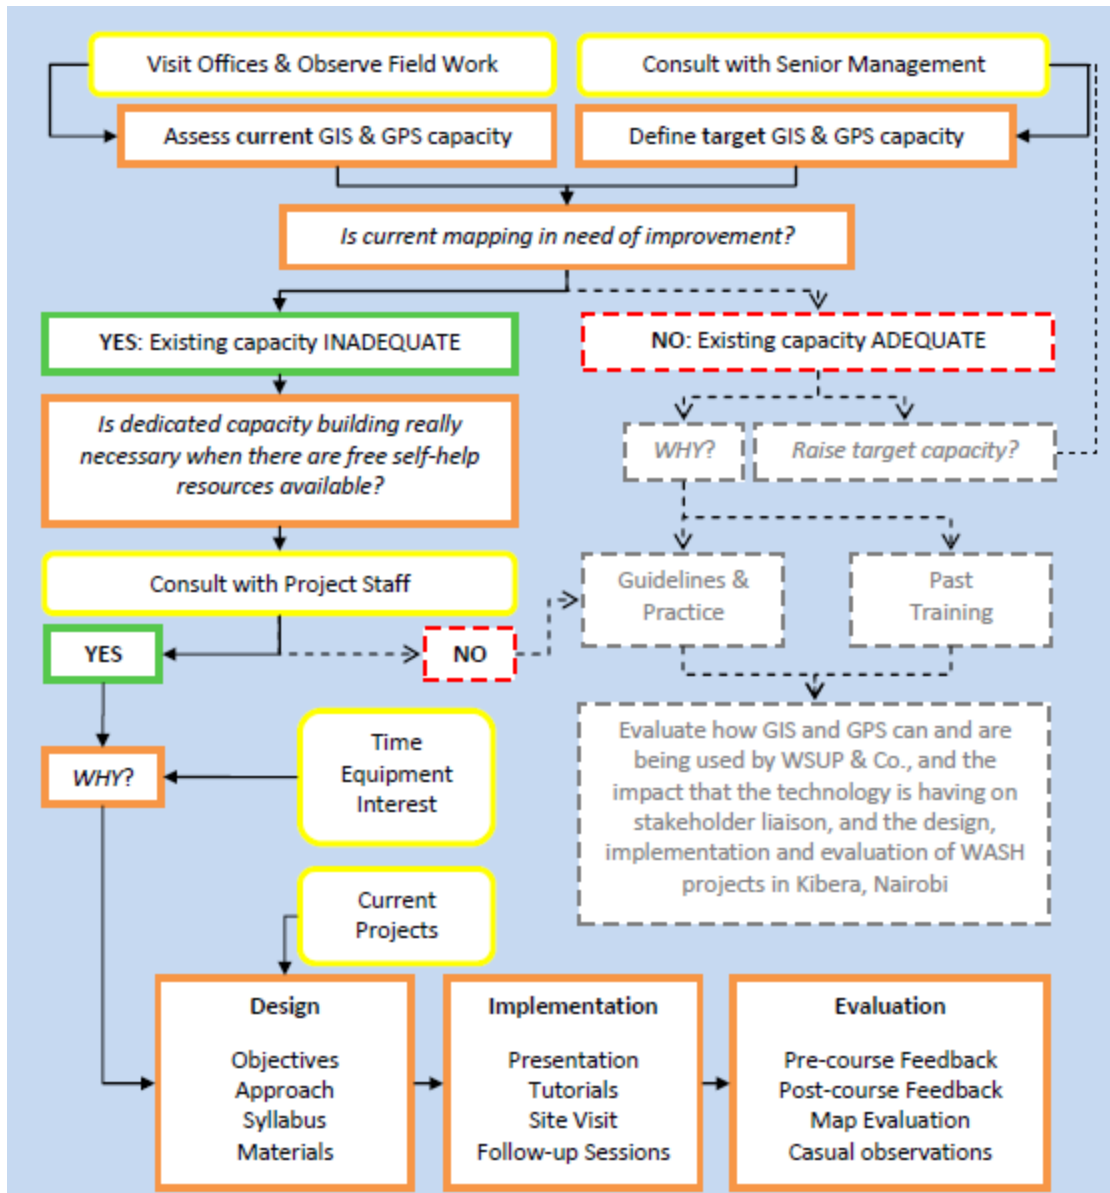 Visit Offices & Observe Field Work
Consult with Senior Management
Assess current GIS & GPS capacity
Define target GIS & GPS capacity
Is current mapping in need of improvement?
YES: Existing capacity INADEQUATE
NO: Existing capacity ADEQUATE
Is dedicated capacity building really
necessary when there are free self-help
resources available?
WHY?
Raise target capacity?
Consult with Project Staff
Guidelines &
Practice
Past
Training
YES
NO
Evaluate how GIS and GPS can and are
being used by WSUP & Co., and the
impact that the technology is having on
stakeholder liaison, and the design,
implementation and evaluation of WASH
projects in Kibera, Nairobi
WHY?
Time
Equipment
Interest
Current
Projects
Design
Objectives
Approach
Syllabus
Materials
Implementation
Presentation
Tutorials
Site Visit
Follow-up Sessions
Evaluation
Pre-course Feedback
Post-course Feedback
Map Evaluation
Casual observations